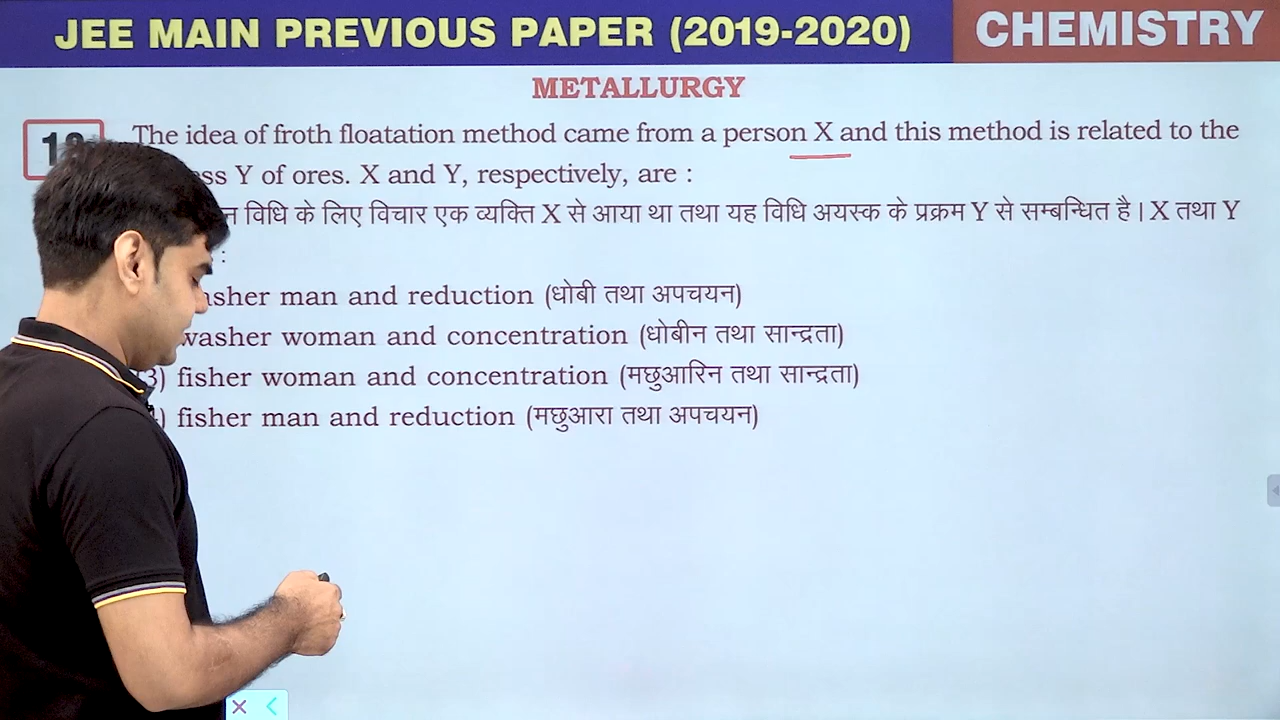 JEE MAIN PREVIOUS PAPER (2019-2020)
CHEMISTRY
METALLURGY
The idea of froth floatation method came from a person X and this method is related to the
Y of ores. X and Y, respectively, are :
विधि के लिए विचार एक व्यक्ति X से आया था तथा यह विधि अयस्क के प्रक्रम Y से सम्बन्धित है। X तथा Y
:
man and reduction (धोबी तथा अपचयन)
washer woman and concentration (धोबीन तथा सान्द्रता)
(3) fisher woman and concentration (मछुआरिन तथा सान्द्रता)
fisher man and reduction (मछुआरा तथा अपचयन)